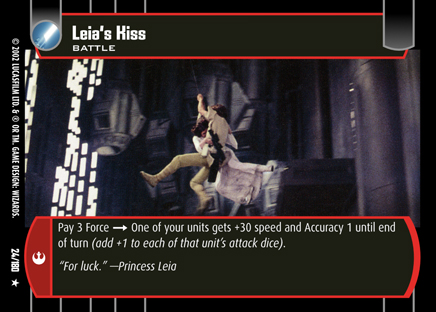 Leia's Kiss
BATTLE
© 2002 LUCASFILM LTD. & ® OR TM. GAME DESIGN: WIZARDS.
24/180 ★
Pay 3 Force → One of your units gets +30 speed and Accuracy 1 until end
of turn (add +1 to each of that unit's attack dice).
"For luck." —Princess Leia